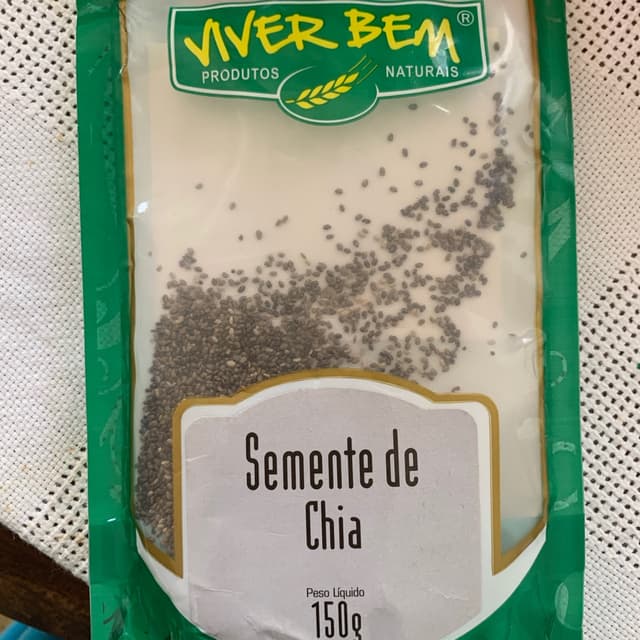 VIVER BEM®
PRODUTOS NATURAIS
Semente de
Chia
Peso Líquido
150g